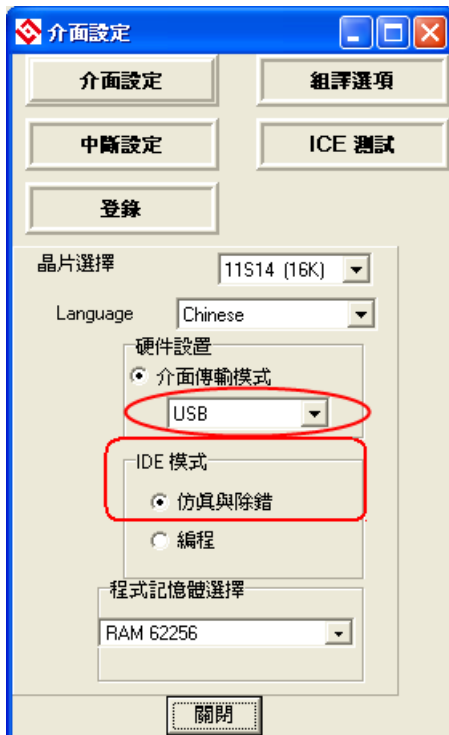 介面設定
介面設定 組譯選項
中斷設定 ICE 測試
登錄
晶片選擇 11S14 (16K)
Language Chinese
硬件設置
介面傳輸模式
USB
IDE 模式
仿真與除錯
編程
程式記憶體選擇
RAM 62256
關閉